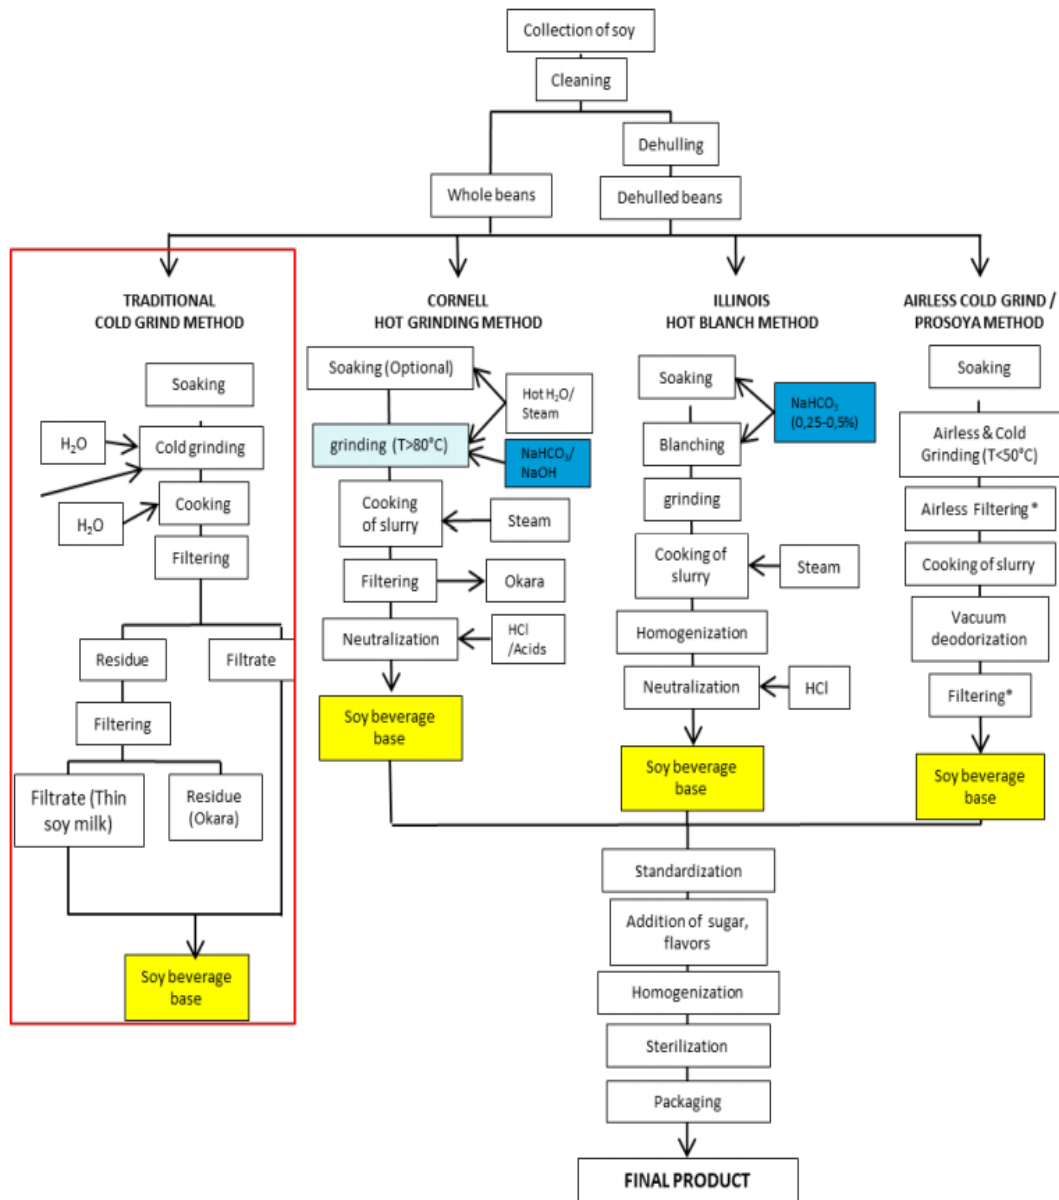 Collection of soy
Cleaning
Dehulling
Whole beans
Dehulled beans
TRADITIONAL
COLD GRIND METHOD
Soaking
H₂O
Cold grinding
H₂O
Cooking
Filtering
Residue
Filtrate
Filtering
Filtrate (Thin
soy milk)
Residue
(Okara)
Soy beverage
base
CORNELL
HOT GRINDING METHOD
Soaking (Optional)
Hot H₂O/
Steam
grinding (T>80°C)
NaHCO₃/
NaOH
Cooking
of slurry
Steam
Filtering
Okara
Neutralization
HCl
/Acids
Soy beverage
base
ILLINOIS
HOT BLANCH METHOD
Soaking
NaHCO₃
(0,25-0,5%)
Blanching
grinding
Cooking of
slurry
Steam
Homogenization
Neutralization
HCl
Soy beverage
base
AIRLESS COLD GRIND /
PROSOYA METHOD
Soaking
Airless & Cold
Grinding (T<50°C)
Airless Filtering*
Cooking of slurry
Vacuum
deodorization
Filtering*
Soy beverage
base
Standardization
Addition of sugar,
flavors
Homogenization
Sterilization
Packaging
FINAL PRODUCT